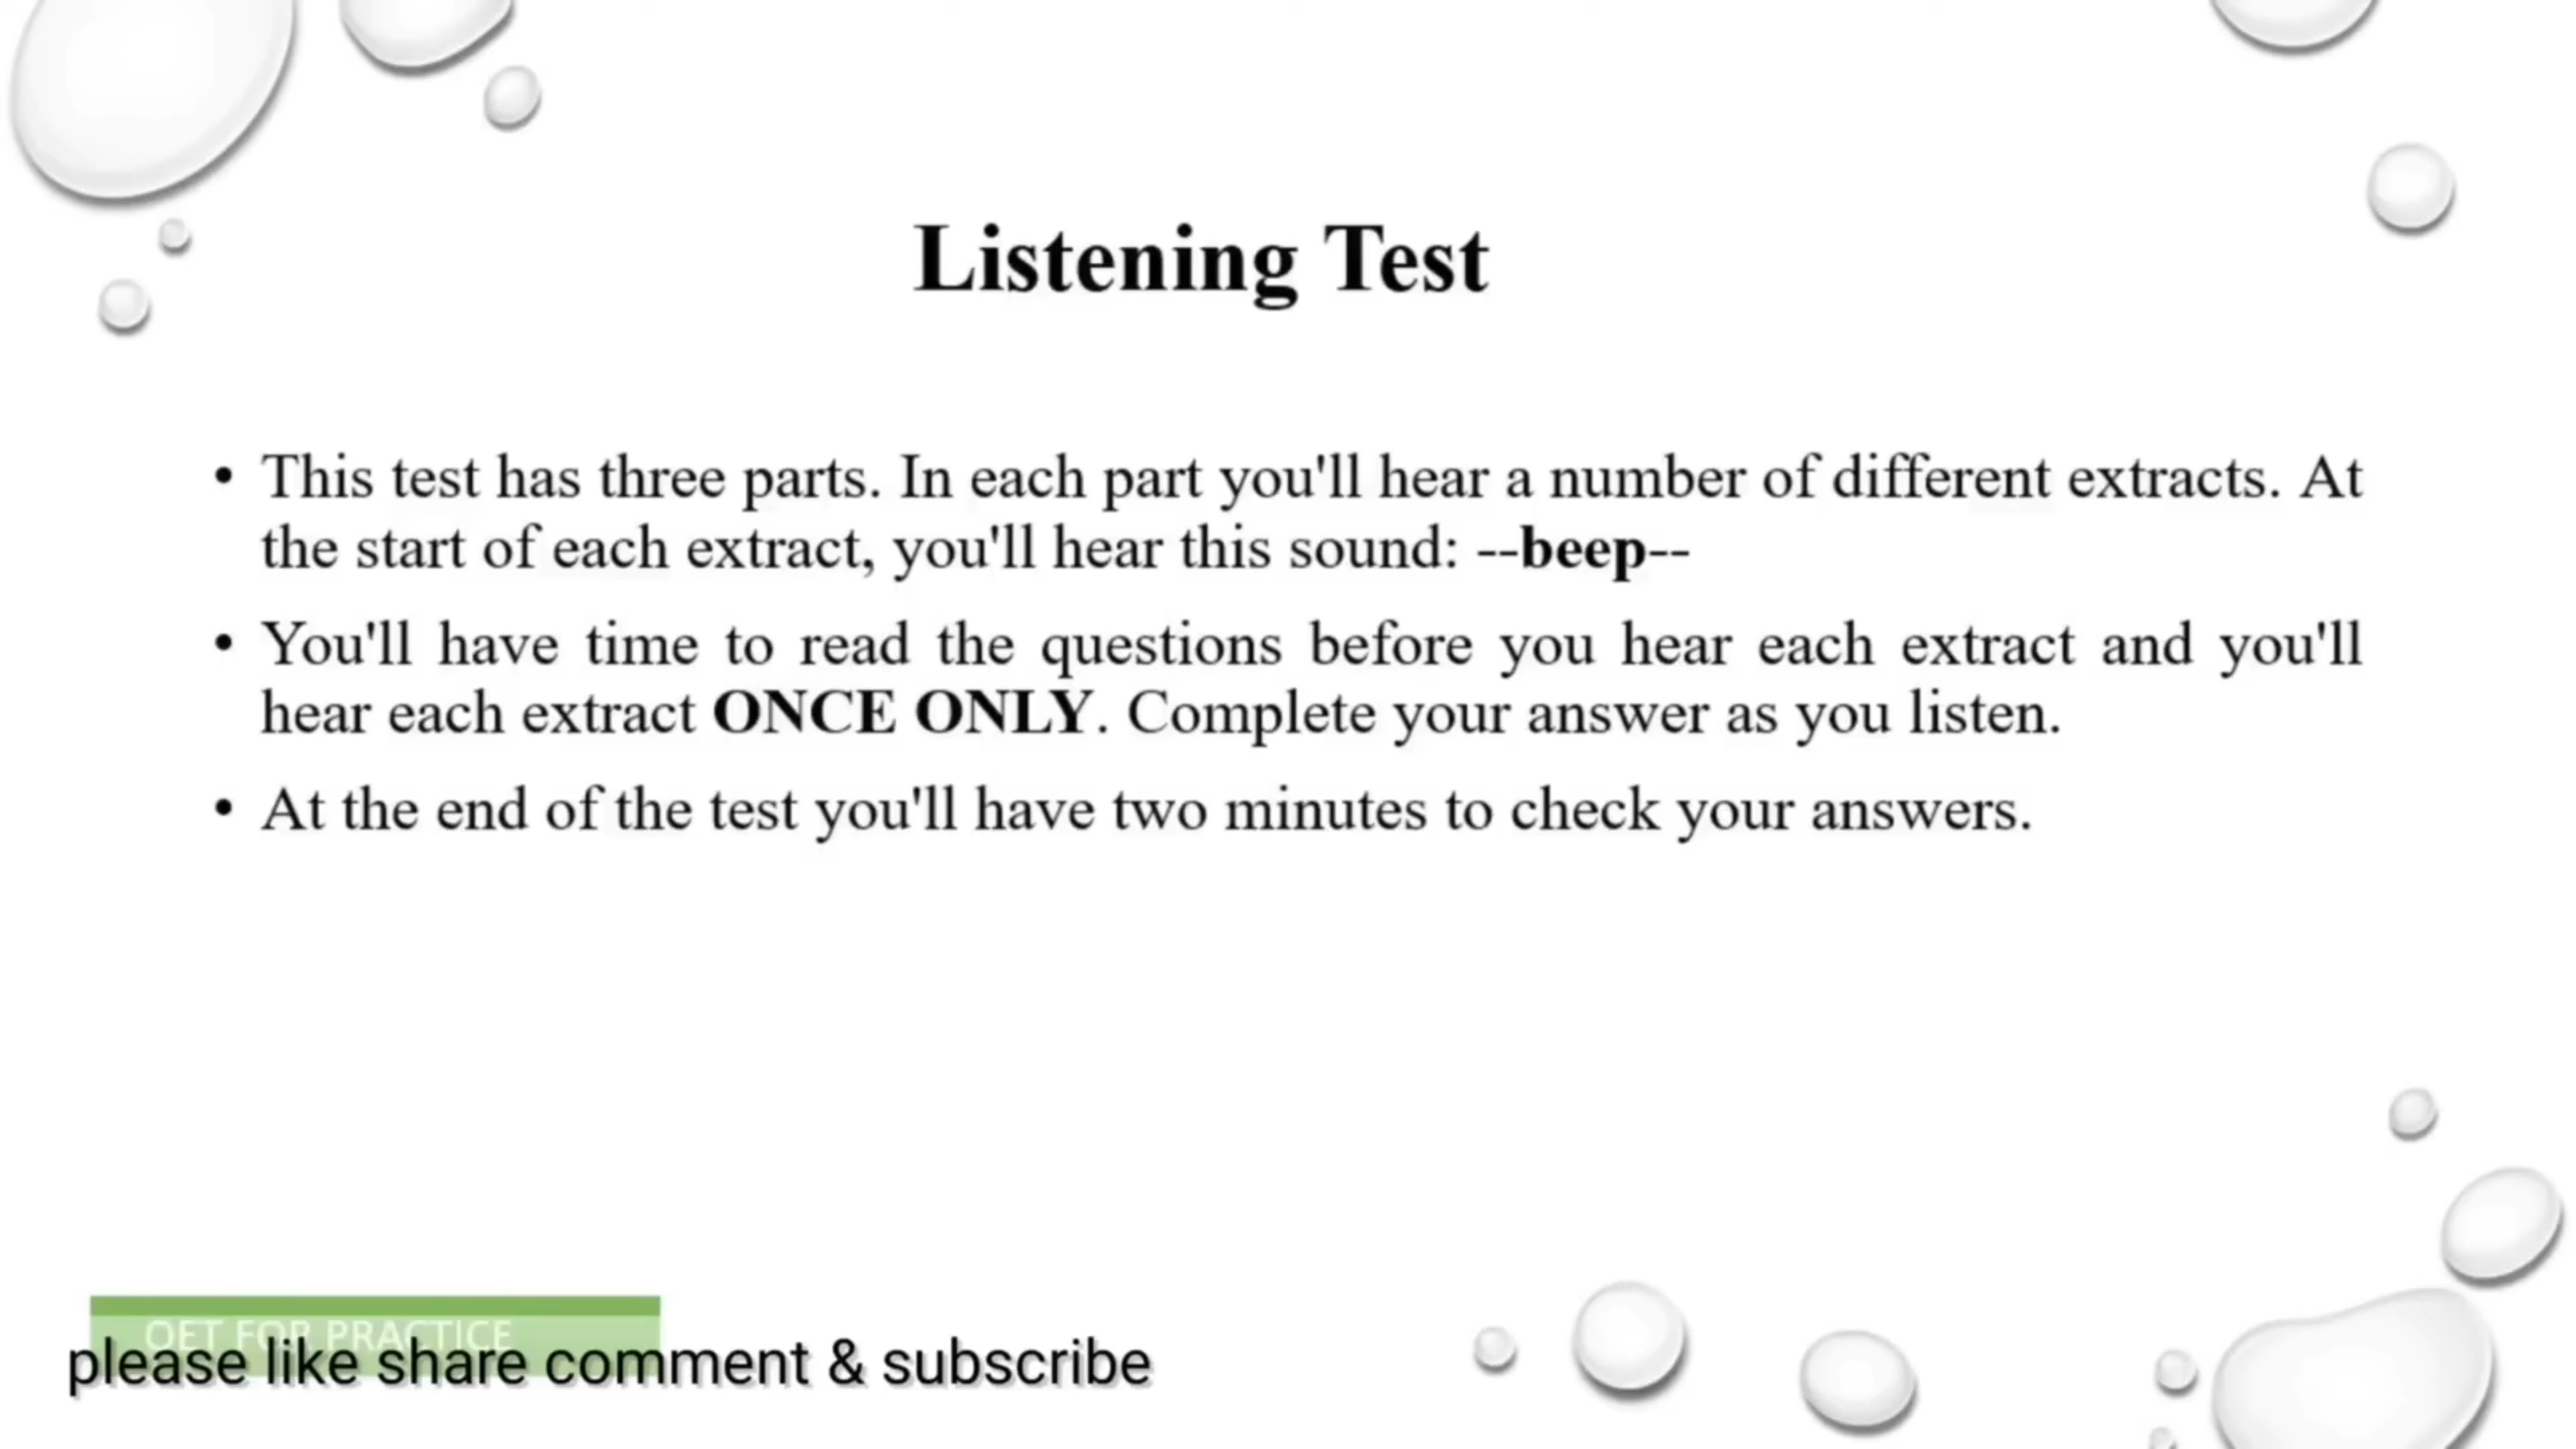 Listening Test
• This test has three parts. In each part you'll hear a number of different extracts. At
the start of each extract, you'll hear this sound: --beep--
• You'll have time to read the questions before you hear each extract and you'll
hear each extract ONCE ONLY. Complete your answer as you listen.
• At the end of the test you'll have two minutes to check your answers.
OET FOR PRACTICE
please like share comment & subscribe